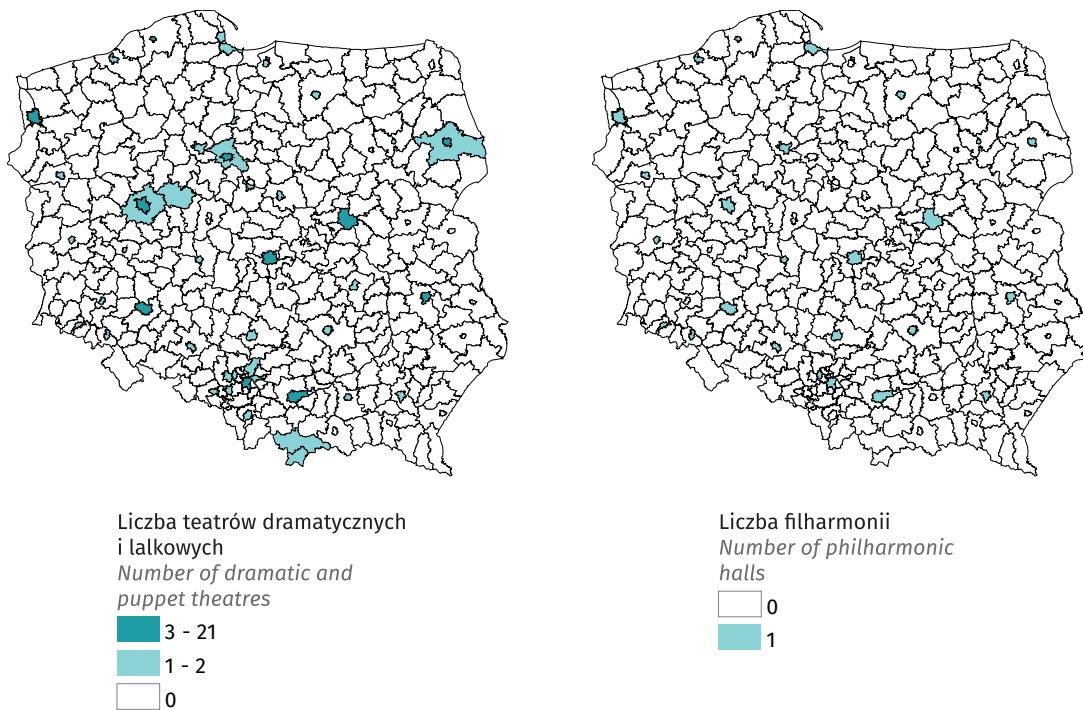 Liczba teatrów dramatycznych
i lalkowych
Number of dramatic and
puppet theatres
3 - 21
1 - 2
0
Liczba filharmonii
Number of philharmonic
halls
0
1